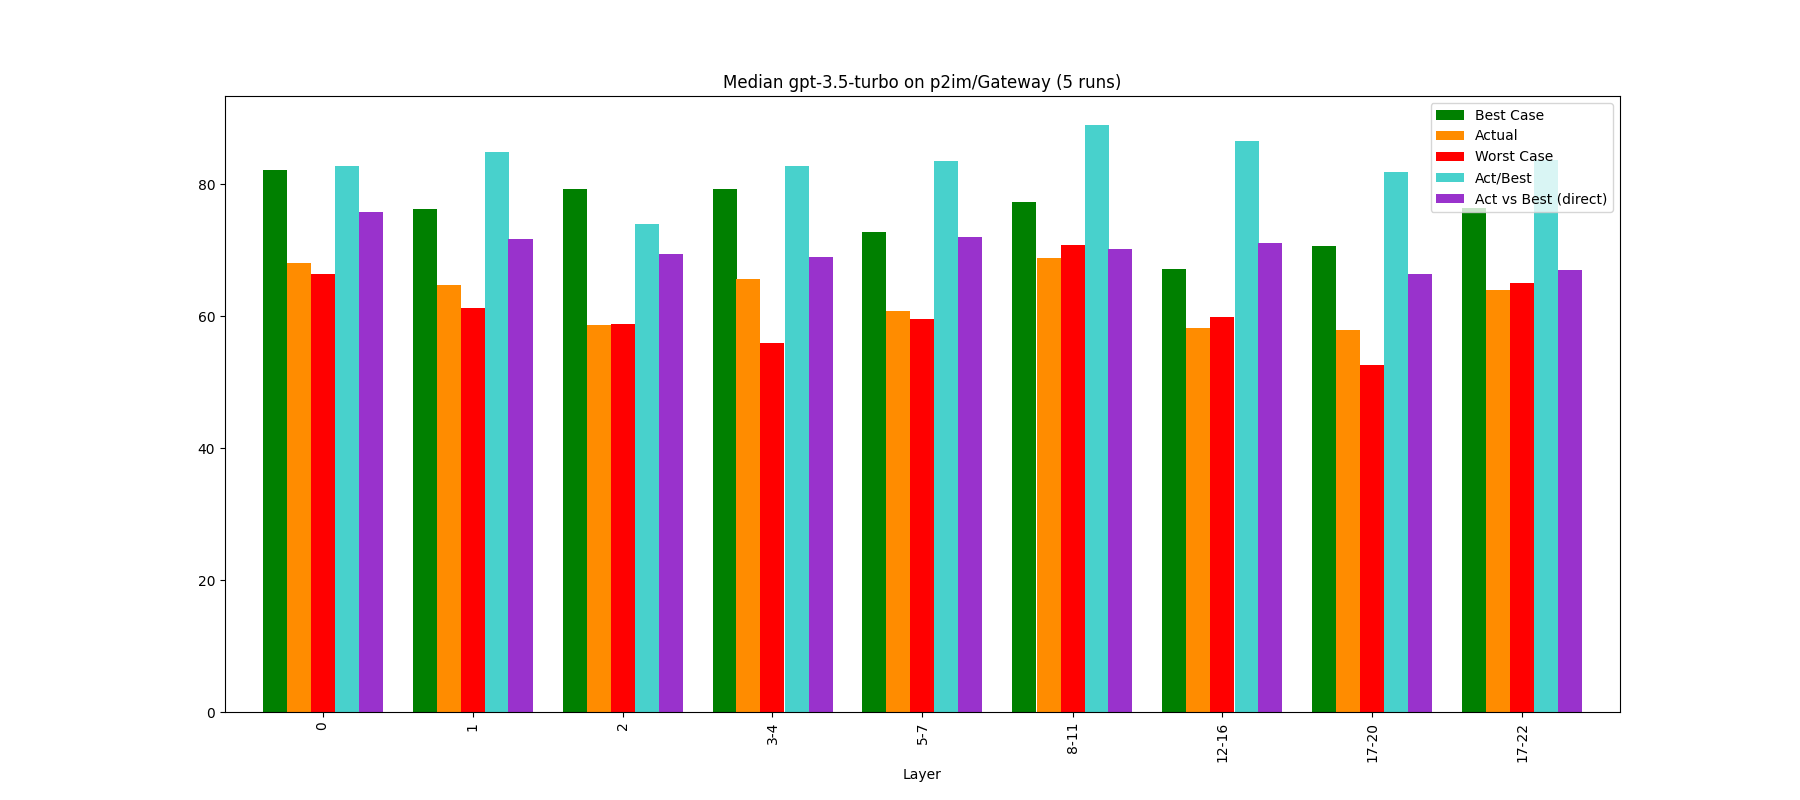 Median gpt-3.5-turbo on p2im/Gateway (5 runs)
Best Case
Actual
Worst Case
Act/Best
Act vs Best (direct)
80
60
40
20
0
0
1
2
3-4
5-7
8-11
12-16
17-20
17-22
Layer